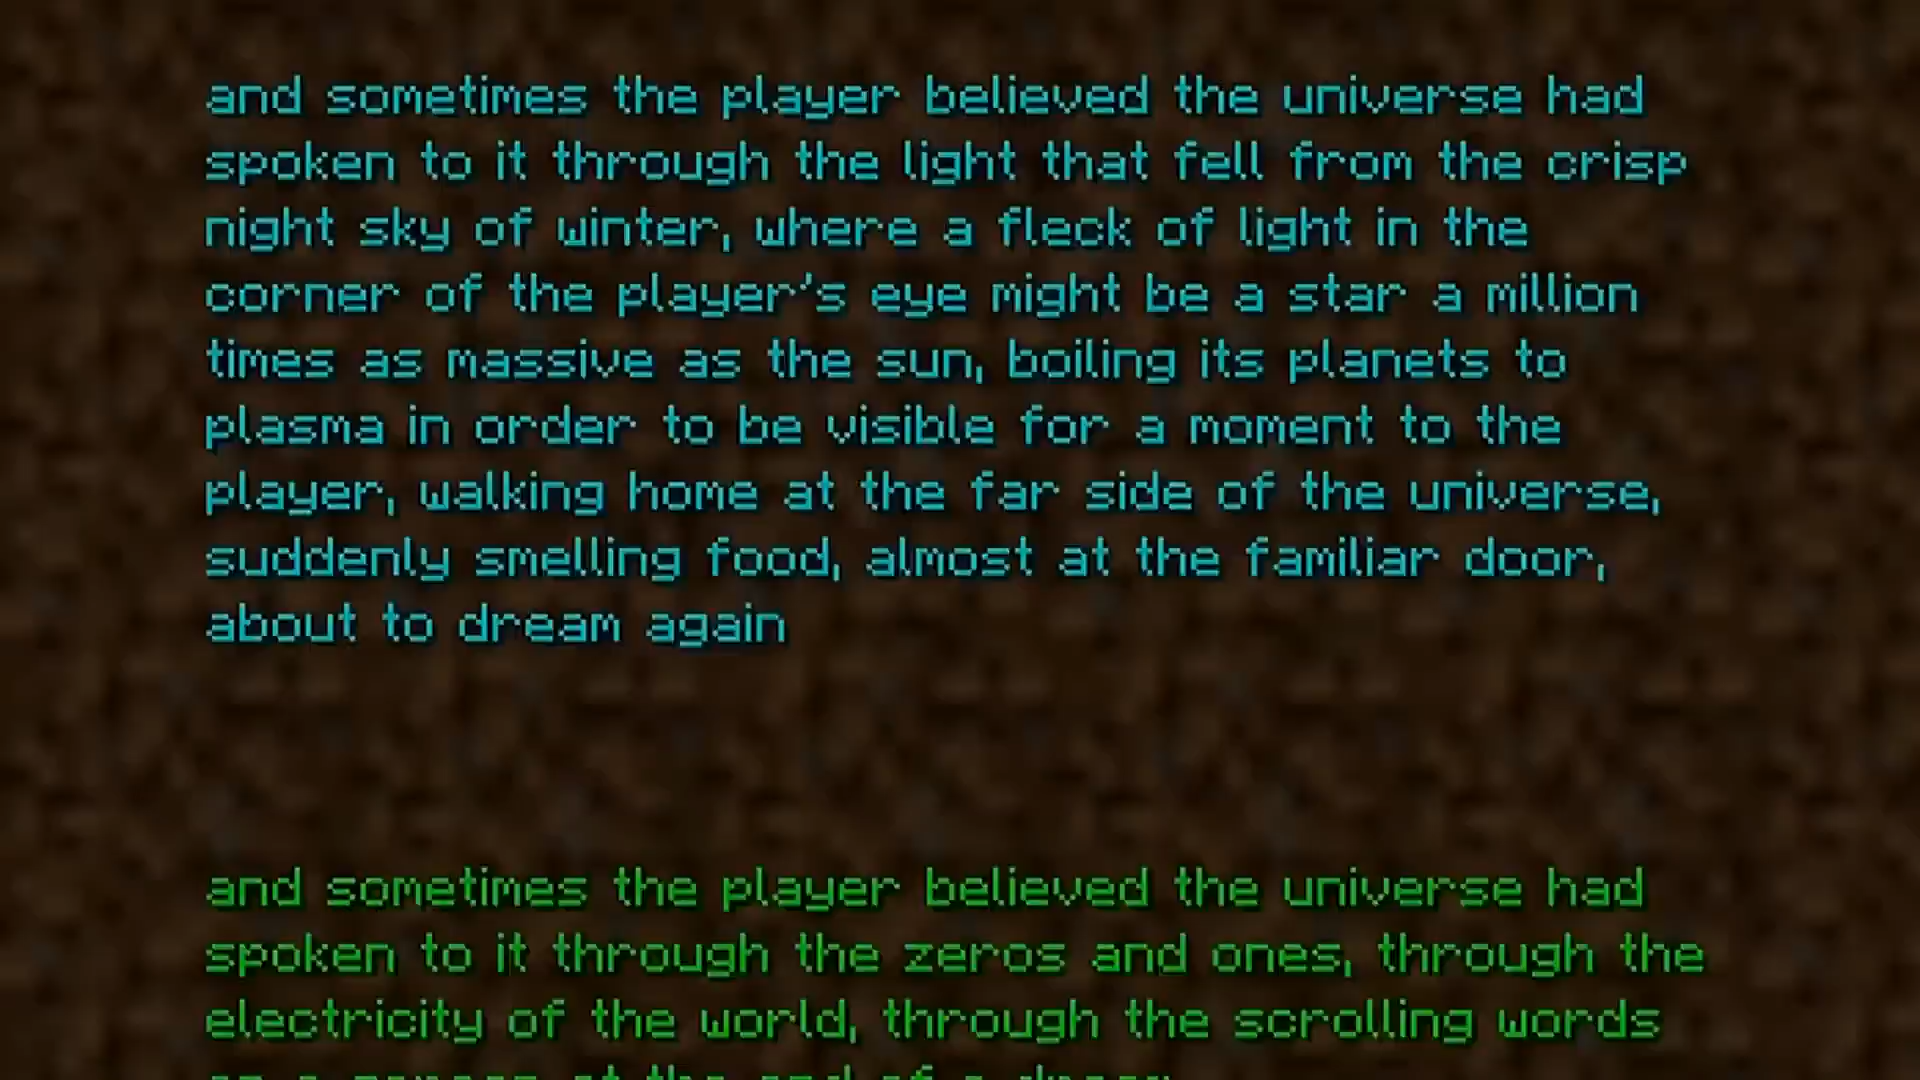 and sometimes the player believed the universe had
spoken to it through the light that fell from the crisp
night sky of winter, where a fleck of light in the
corner of the player's eye might be a star a million
times as massive as the sun, boiling its planets to
plasma in order to be visible for a moment to the
player, walking home at the far side of the universe,
suddenly smelling food, almost at the familiar door,
about to dream again
and sometimes the player believed the universe had
spoken to it through the zeros and ones, through the
electricity of the world, through the scrolling words